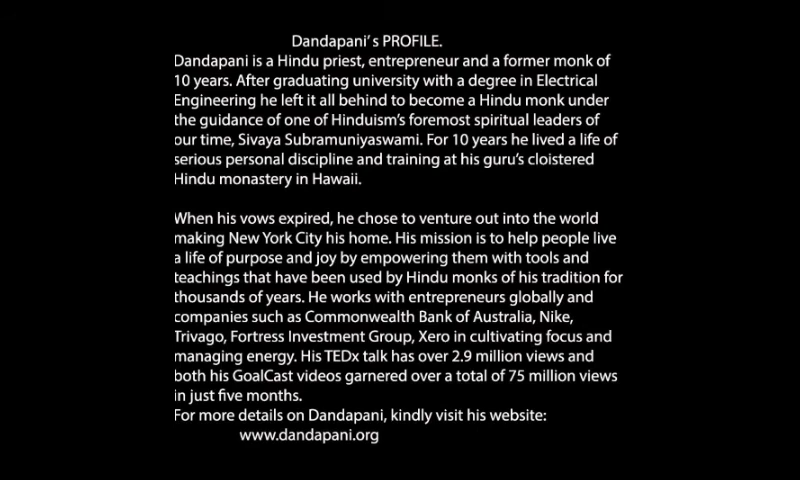 Dandapani's PROFILE.
Dandapani is a Hindu priest, entrepreneur and a former monk of
10 years. After graduating university with a degree in Electrical
Engineering he left it all behind to become a Hindu monk under
the guidance of one of Hinduism's foremost spiritual leaders of
our time, Sivaya Subramuniyaswami. For 10 years he lived a life of
serious personal discipline and training at his guru's cloistered
Hindu monastery in Hawaii.
When his vows expired, he chose to venture out into the world
making New York City his home. His mission is to help people live
a life of purpose and joy by empowering them with tools and
teachings that have been used by Hindu monks of his tradition for
thousands of years. He works with entrepreneurs globally and
companies such as Commonwealth Bank of Australia, Nike,
Trivago, Fortress Investment Group, Xero in cultivating focus and
managing energy. His TEDx talk has over 2.9 million views and
both his GoalCast videos garnered over a total of 75 million views
in just five months.
For more details on Dandapani, kindly visit his website:
www.dandapani.org